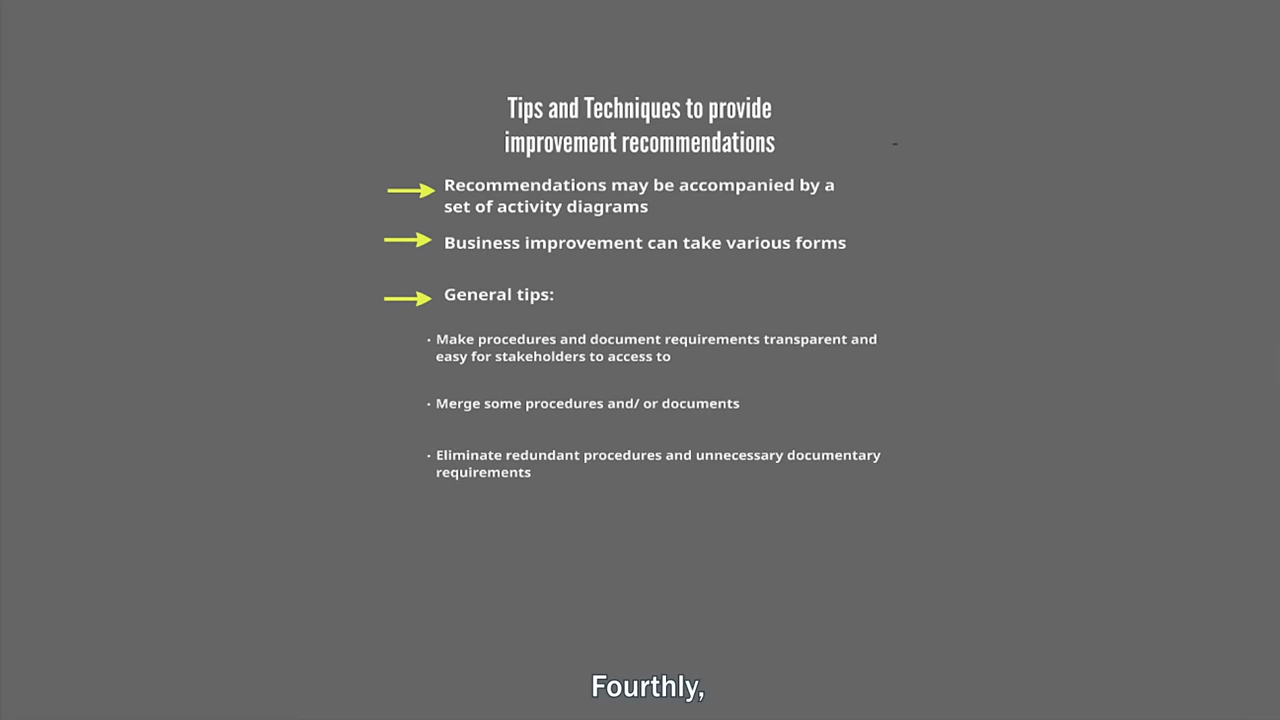 Tips and Techniques to provide
improvement recommendations
Recommendations may be accompanied by a
set of activity diagrams
Business improvement can take various forms
General tips:
· Make procedures and document requirements transparent and
easy for stakeholders to access to
· Merge some procedures and/ or documents
· Eliminate redundant procedures and unnecessary documentary
requirements
Fourthly,